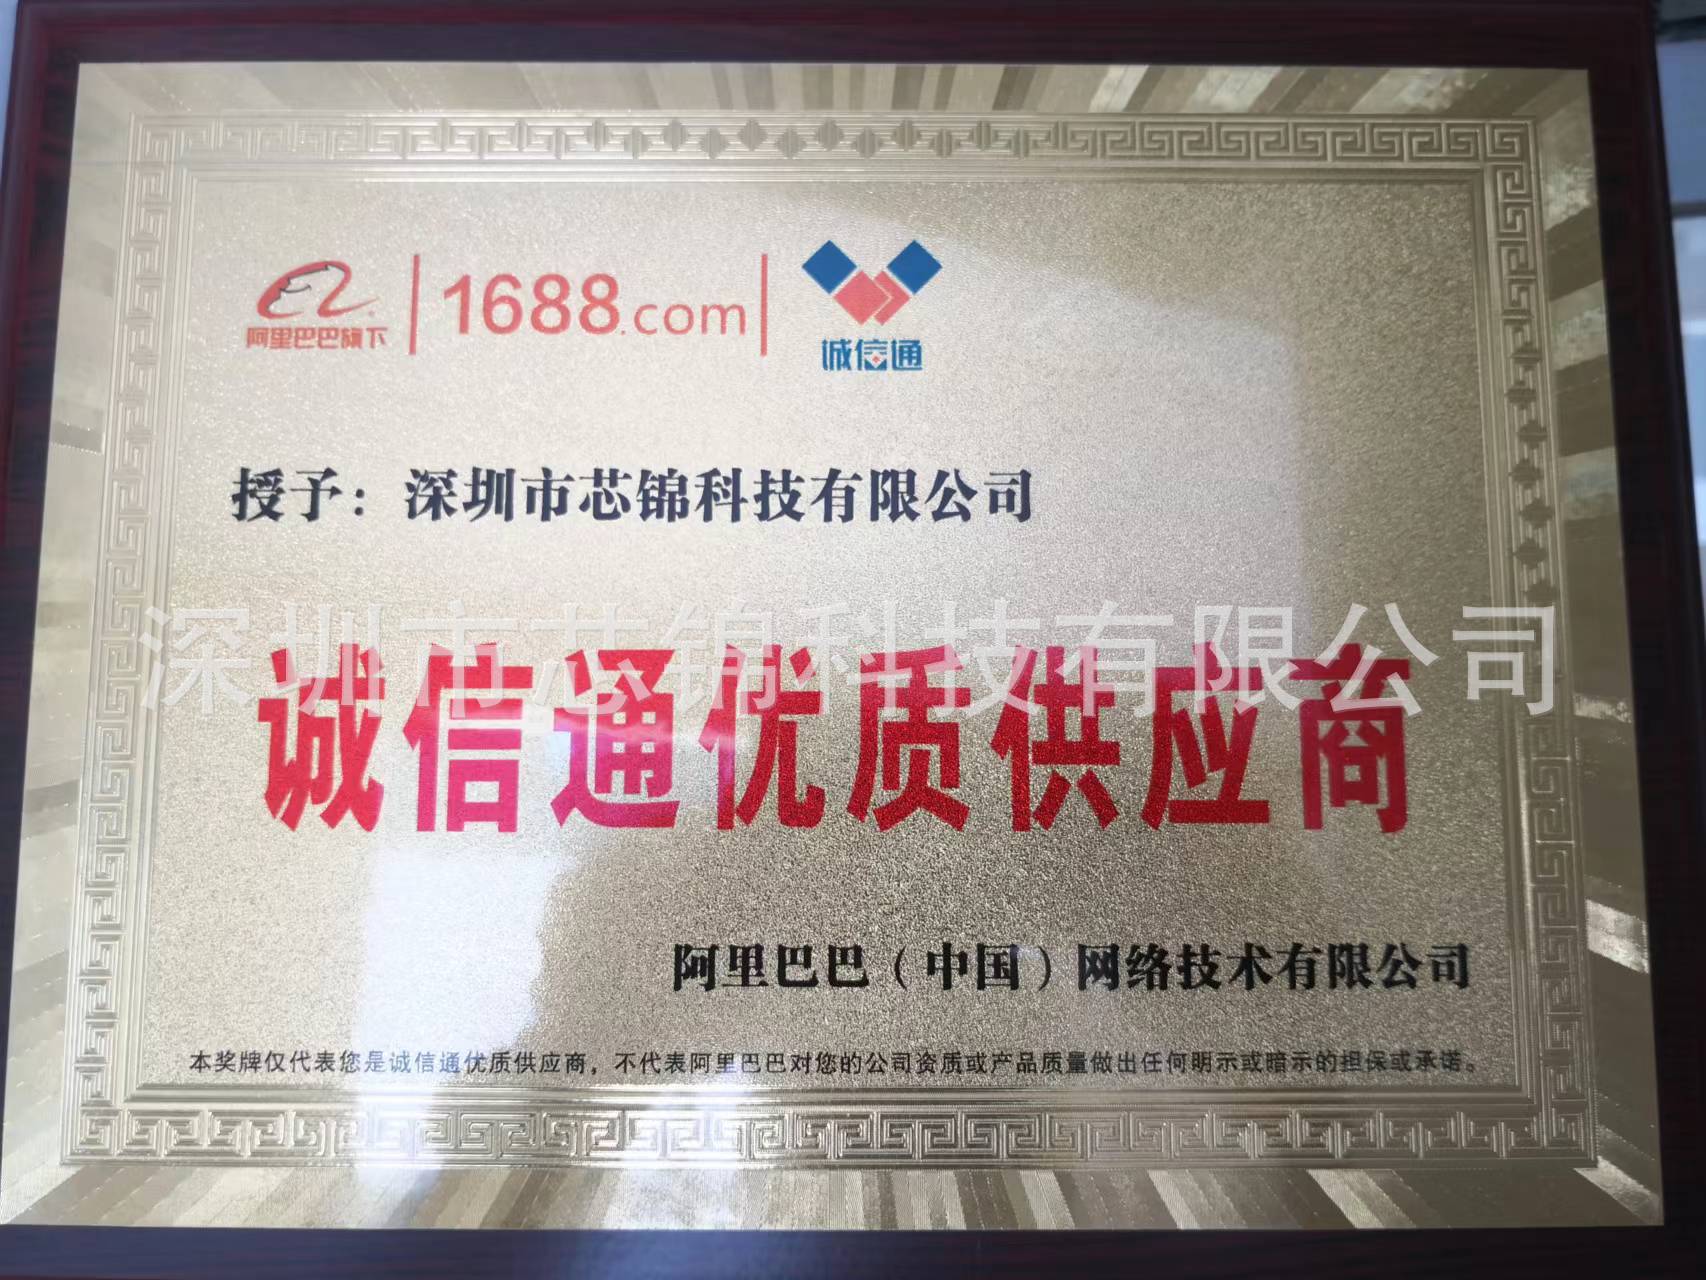 阿里巴巴旗下
1688.com
诚信通
授予：深圳市芯锦科技有限公司
深圳市芯锦科技有限公司
诚信通优质供应商
阿里巴巴（中国）网络技术有限公司
本奖牌仅代表您是诚信通优质供应商，不代表阿里巴巴对您的公司资质或产品质量做出任何明示或暗示的担保或承诺。